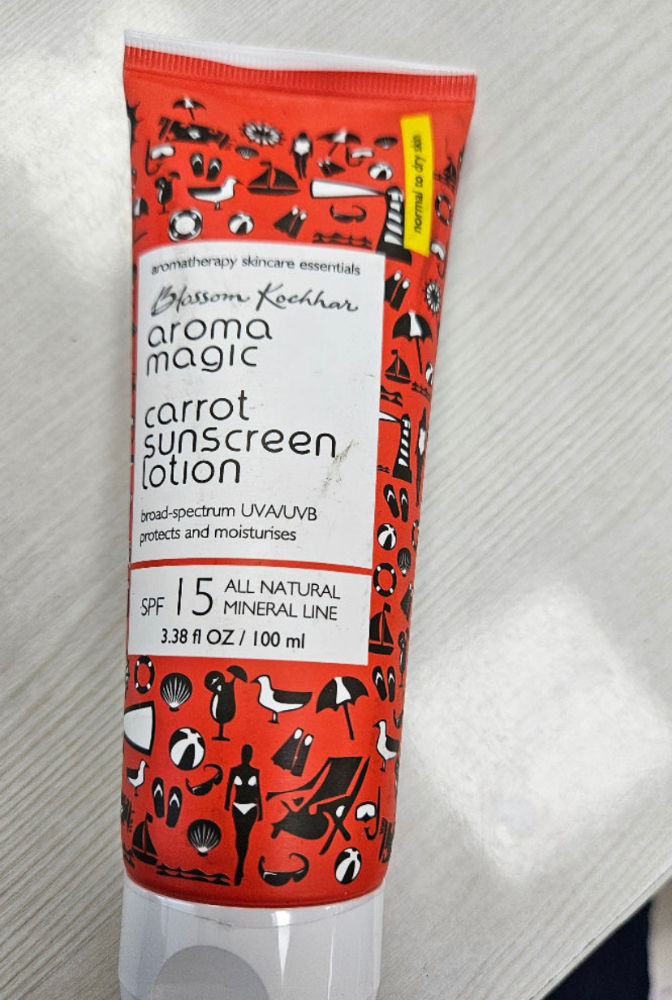 normal to dry skin
aromatherapy skincare essentials
Blossom Kochhar
aroma
magic
carrot
sunscreen
lotion
broad-spectrum UVA/UVB
protects and moisturises
SPF 15 ALL NATURAL
MINERAL LINE
3.38 fl OZ / 100 ml